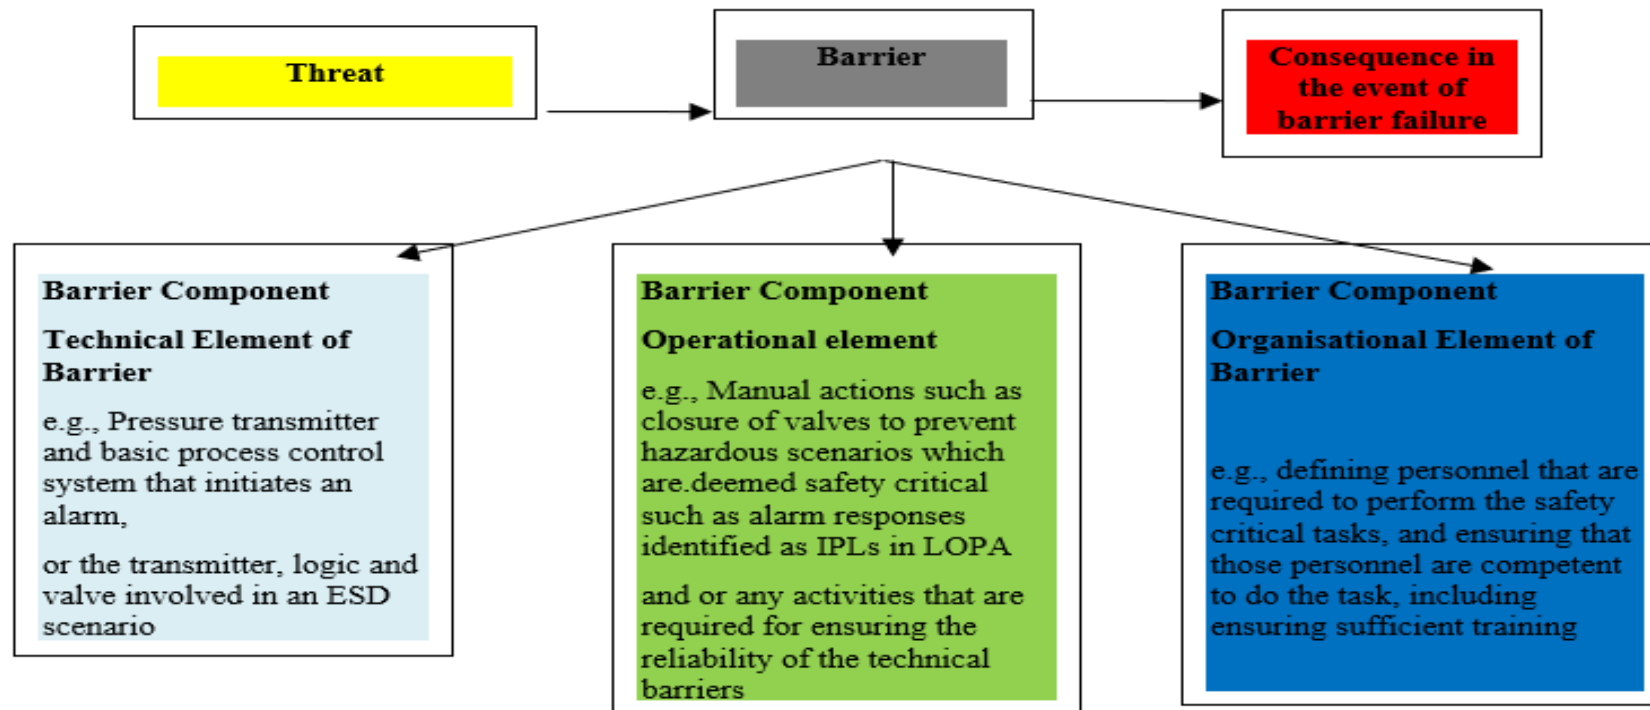 Threat
Barrier
Consequence in
the event of
barrier failure
Barrier Component
Technical Element of
Barrier
e.g., Pressure transmitter
and basic process control
system that initiates an
alarm,
or the transmitter, logic and
valve involved in an ESD
scenario
Barrier Component
Operational element
e.g., Manual actions such as
closure of valves to prevent
hazardous scenarios which
are.deemed safety critical
such as alarm responses
identified as IPLs in LOPA
and or any activities that are
required for ensuring the
reliability of the technical
barriers
Barrier Component
Organisational Element of
Barrier
e.g., defining personnel that are
required to perform the safety
critical tasks, and ensuring that
those personnel are competent
to do the task, including
ensuring sufficient training